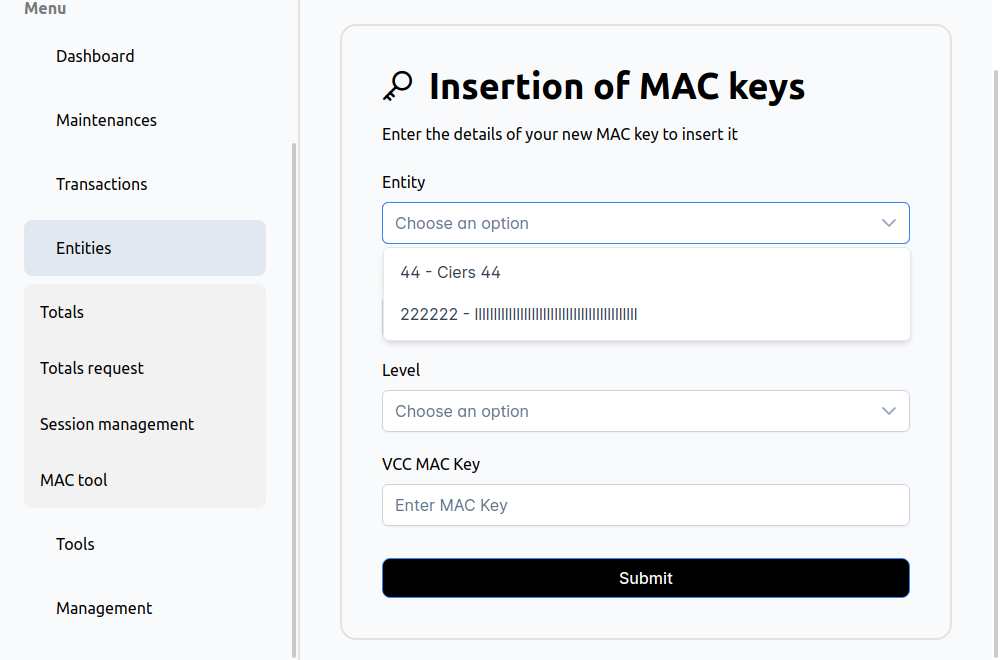 Menu
Dashboard
Maintenances
Transactions
Entities
Totals
Totals request
Session management
MAC tool
Tools
Management
Insertion of MAC keys
Enter the details of your new MAC key to insert it
Entity
Choose an option
44 - Ciers 44
222222 -
Level
Choose an option
VCC MAC Key
Enter MAC Key
Submit